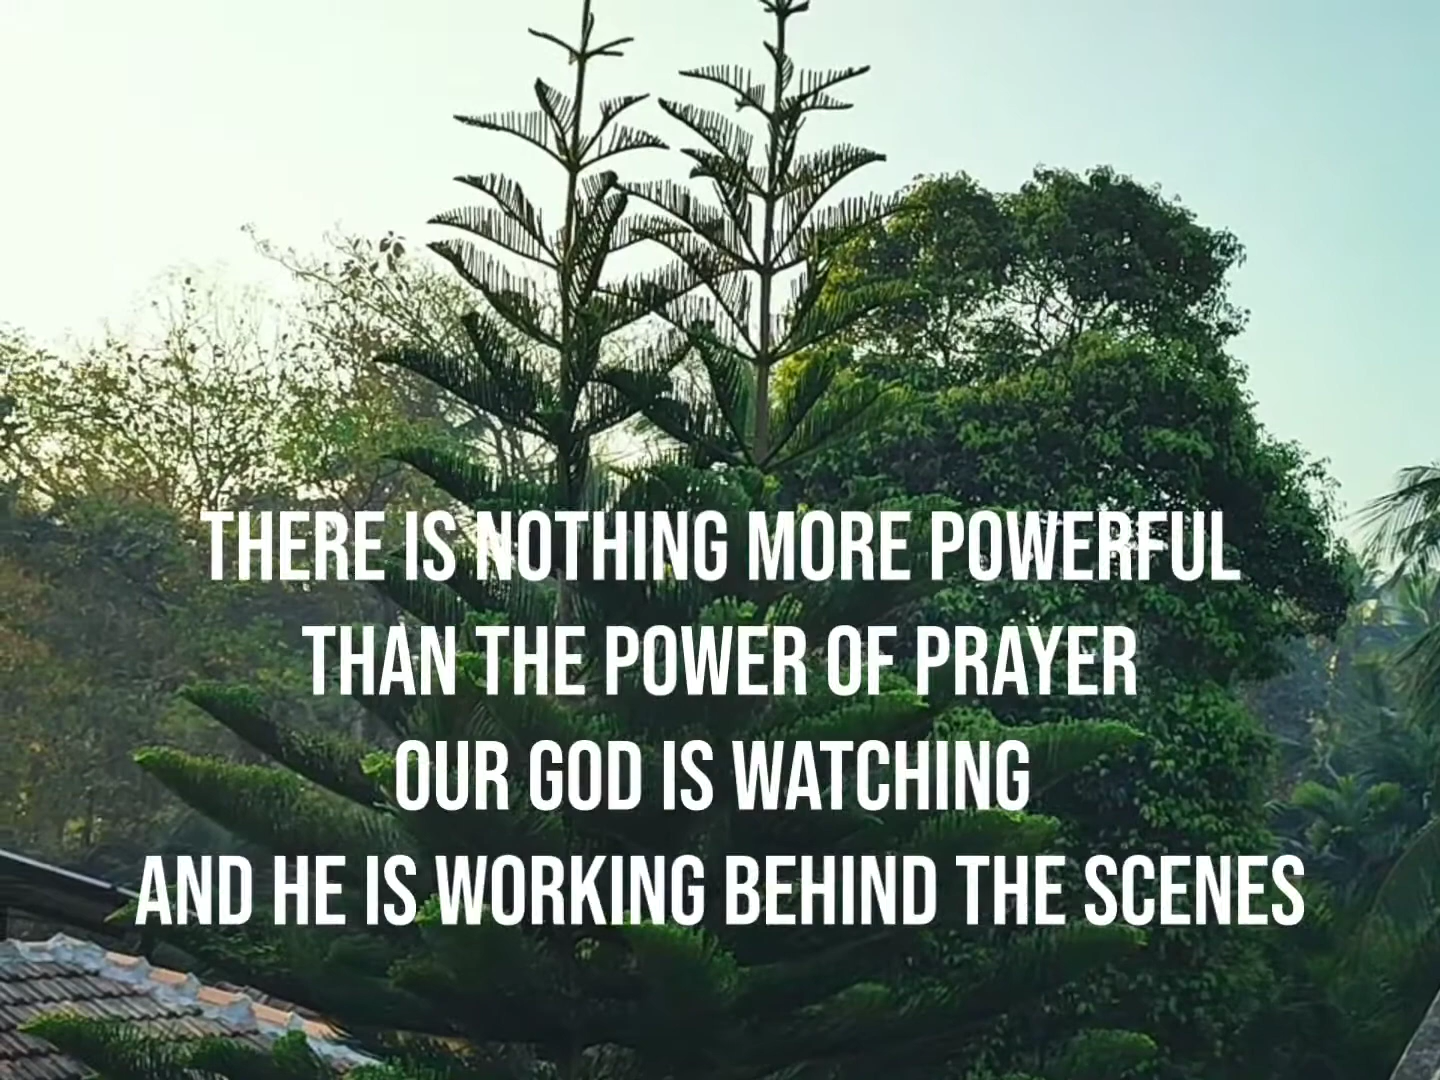 THERE IS NOTHING MORE POWERFUL
THAN THE POWER OF PRAYER
OUR GOD IS WATCHING
AND HE IS WORKING BEHIND THE SCENES